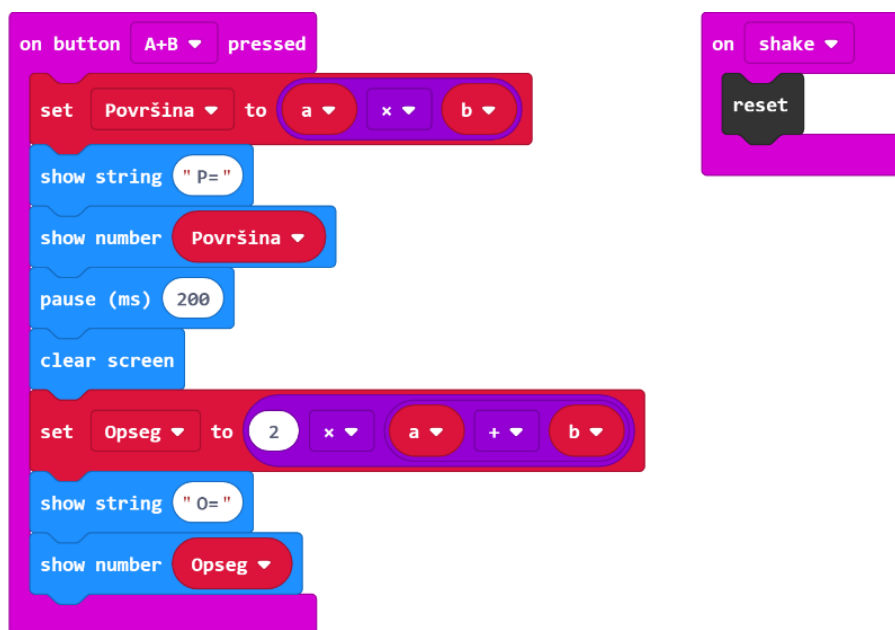 on button A+B pressed
set Površina to a × b
show string "P="
show number Površina
pause (ms) 200
clear screen
set Opseg to 2 × a + b
show string "O="
show number Opseg
on shake
reset